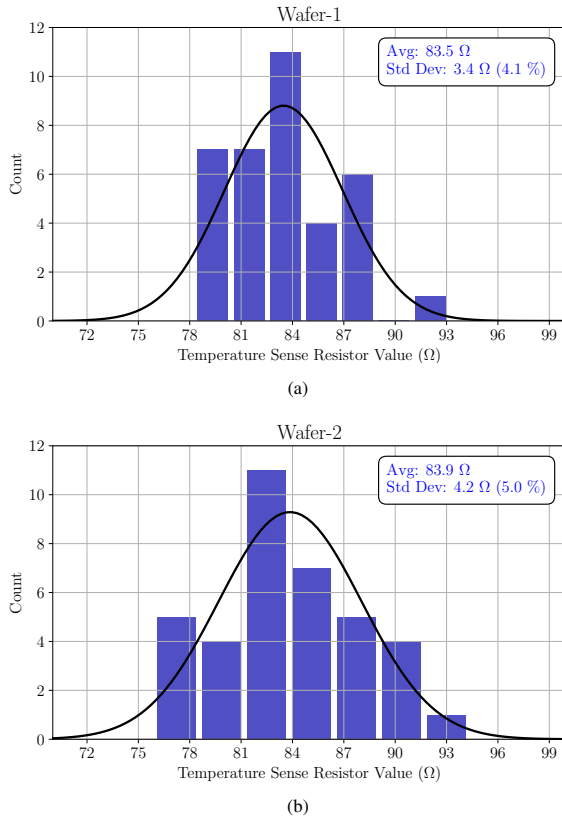 Wafer-1
12
10
8
6
4
2
0
Count
Avg: 83.5 Ω
Std Dev: 3.4 Ω (4.1 %)
72 75 78 81 84 87 90 93 96 99
Temperature Sense Resistor Value (Ω)
(a)
Wafer-2
12
10
8
6
4
2
0
Count
Avg: 83.9 Ω
Std Dev: 4.2 Ω (5.0 %)
72 75 78 81 84 87 90 93 96 99
Temperature Sense Resistor Value (Ω)
(b)